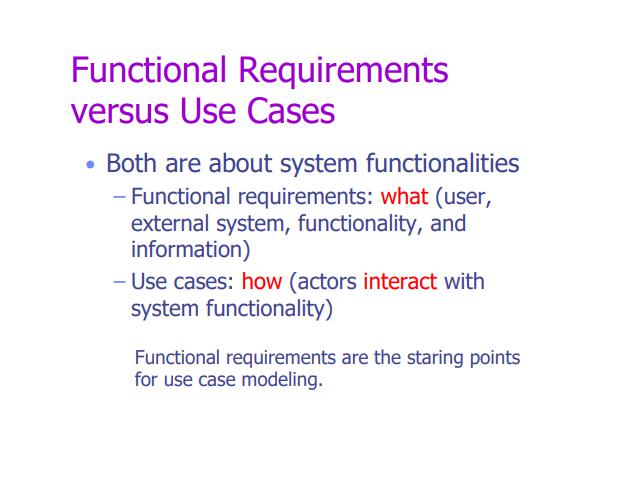 Functional Requirements
versus Use Cases
• Both are about system functionalities
– Functional requirements: what (user,
external system, functionality, and
information)
– Use cases: how (actors interact with
system functionality)
Functional requirements are the staring points
for use case modeling.